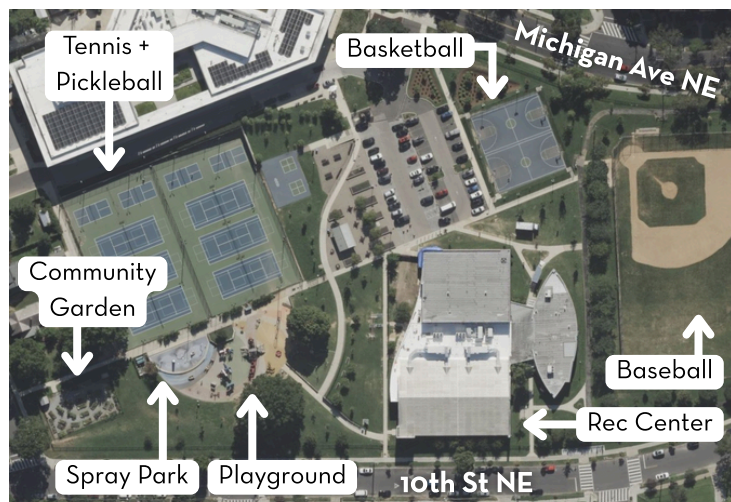 Tennis +
Pickleball
Basketball
Michigan Ave NE
Community
Garden
Baseball
Rec Center
Spray Park
Playground
10th St NE